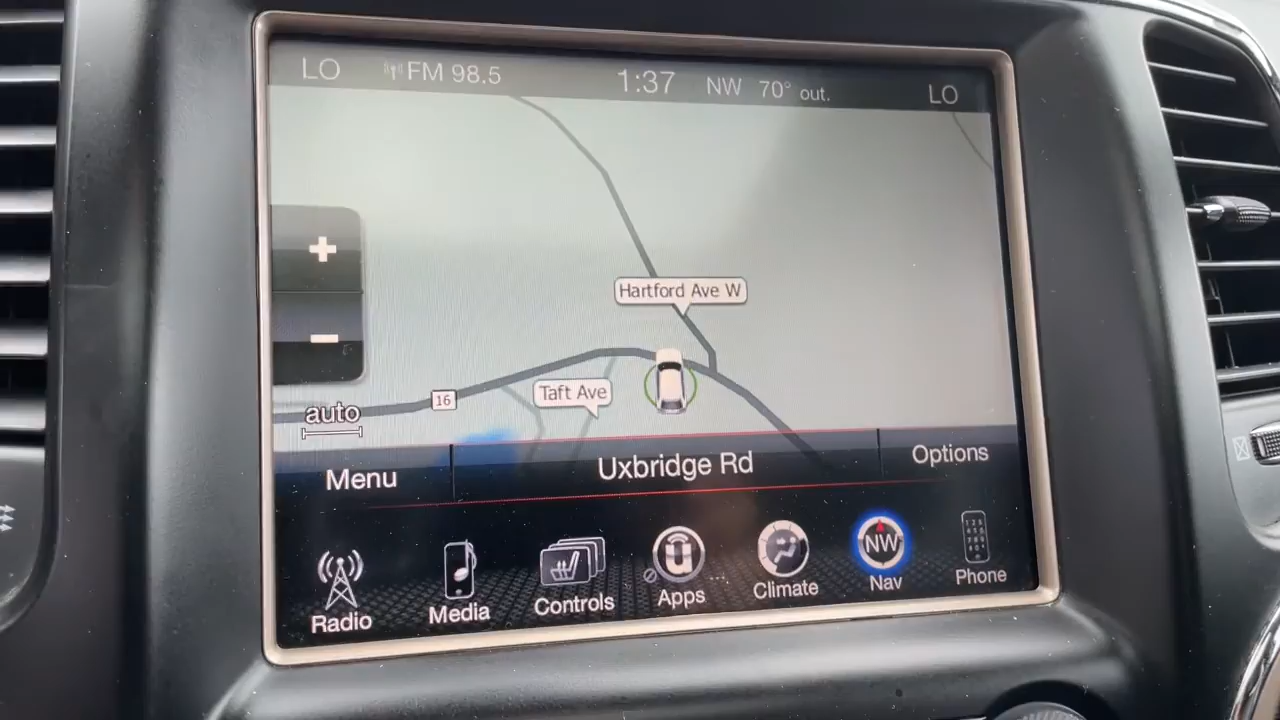 LO FM 98.5 1:37 NW 70° out. LO
Hartford Ave W
Taft Ave
16
auto
Menu Uxbridge Rd Options
NW
Radio Media Controls Apps Climate Nav Phone